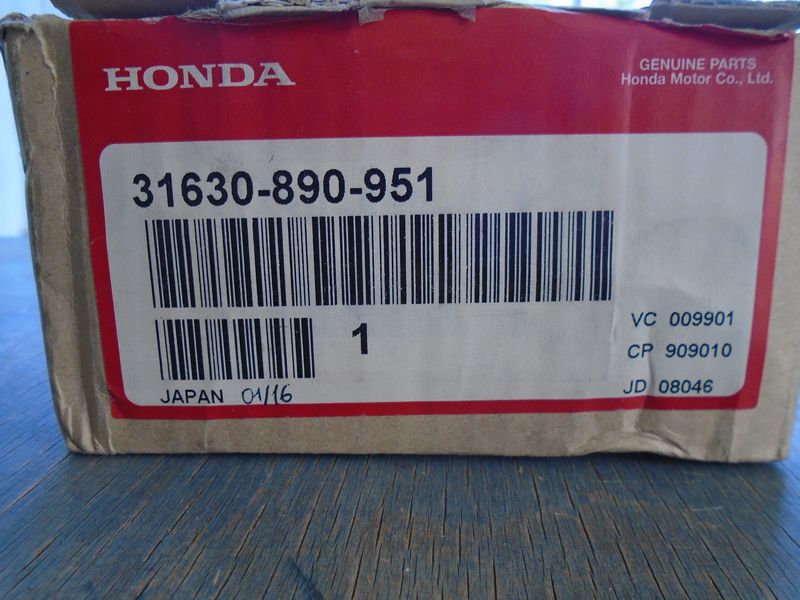 HONDA
GENUINE PARTS
Honda Motor Co., Ltd.
31630-890-951
1
VC 009901
CP 909010
JD 08046
JAPAN 01/16